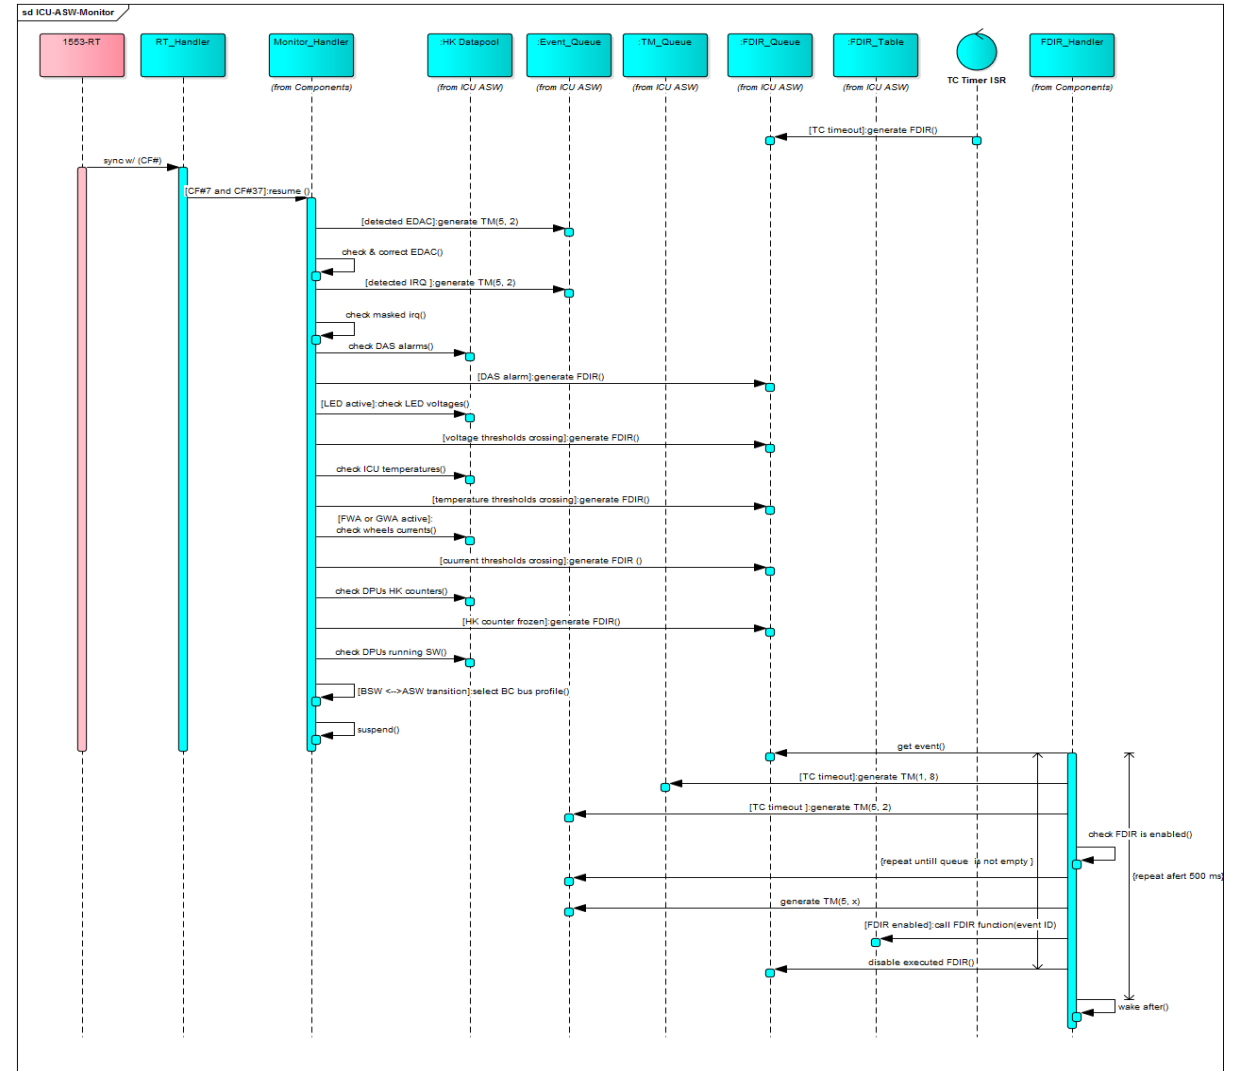 sd ICU-ASW-Monitor
1553-RT
RT_Handler
Monitor_Handler
:HK Datapool
:Event_Queue
:TM_Queue
:FDIR_Queue
:FDIR_Table
TC Timer ISR
FDIR_Handler
(from Components)
(from ICU ASW)
(from ICU ASW)
(from ICU ASW)
(from ICU ASW)
(from ICU ASW)
(from Components)
[TC timeout]:generate FDIR()
sync w/ (CF#)
[CF#7 and CF#37]:resume ()
[detected EDAC]:generate TM(5, 2)
check & correct EDAC()
[detected IRQ ]:generate TM(5, 2)
check masked irq()
check DAS alarms()
[DAS alarm]:generate FDIR()
[LED active]:check LED voltages()
[voltage thresholds crossing]:generate FDIR()
check ICU temperatures()
[temperature thresholds crossing]:generate FDIR()
[FWA or GWA active]:
check wheels currents()
[cuurrent thresholds crossing]:generate FDIR ()
check DPUs HK counters()
[HK counter frozen]:generate FDIR()
check DPUs running SW()
[BSW <-->ASW transition]:select BC bus profile()
suspend()
get event()
[TC timeout]:generate TM(1, 8)
[TC timeout ]:generate TM(5, 2)
check FDIR is enabled()
{repeat untill queue is not empty }
{repeat afert 500 ms}
generate TM(5, x)
[FDIR enabled]:call FDIR function(event ID)
disable executed FDIR()
wake after()